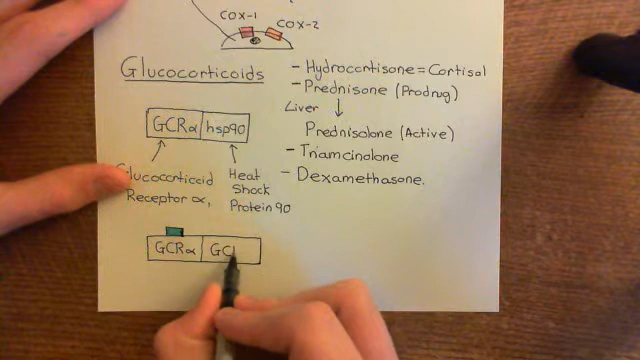 COX-1
COX-2
Glucocorticoids
- Hydrocortisone = Cortisol
- Prednisone (Prodrug)
Liver
Prednisolone (Active)
- Triamcinolone
- Dexamethasone.
GCRα hsp90
Glucocorticoid
Receptor α,
Heat
Shock
Protein 90
GCRα GC